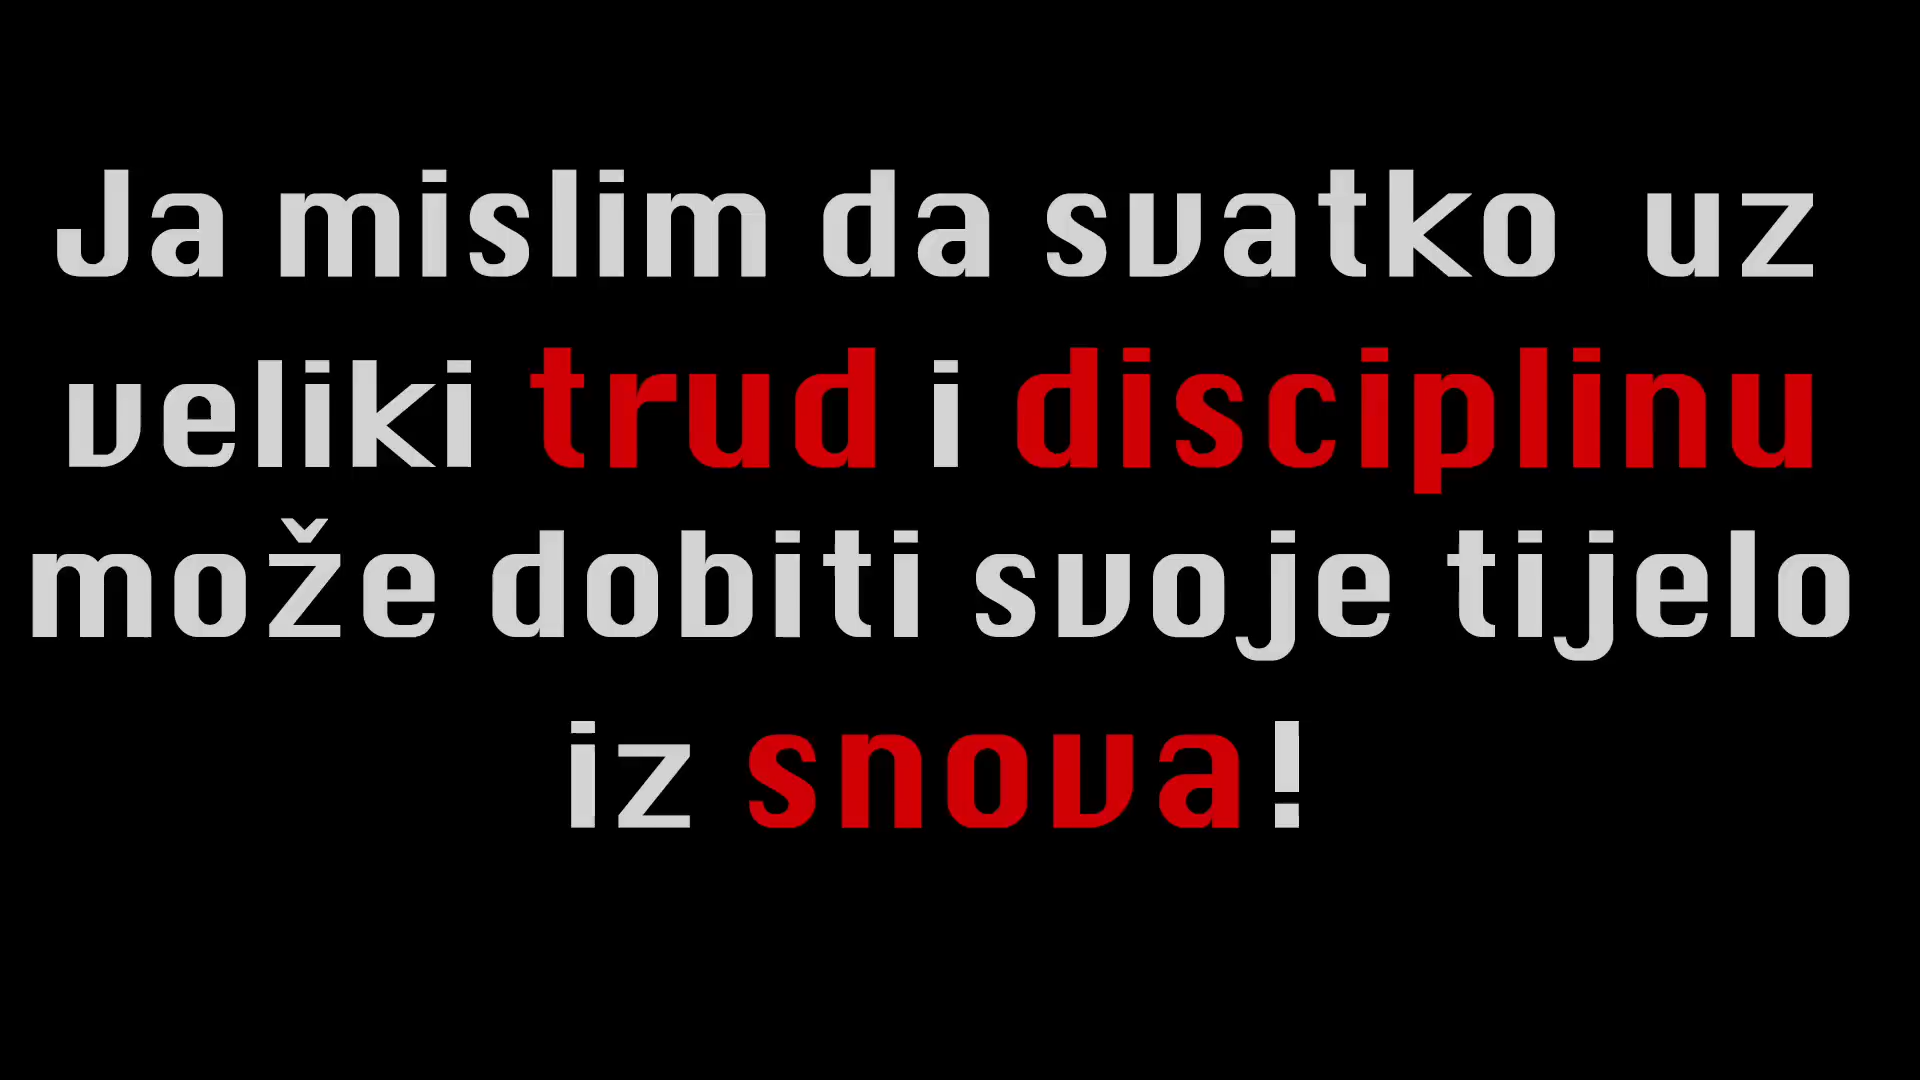 Ja mislim da svatko uz
veliki trud i disciplinu
može dobiti svoje tijelo
iz snova!